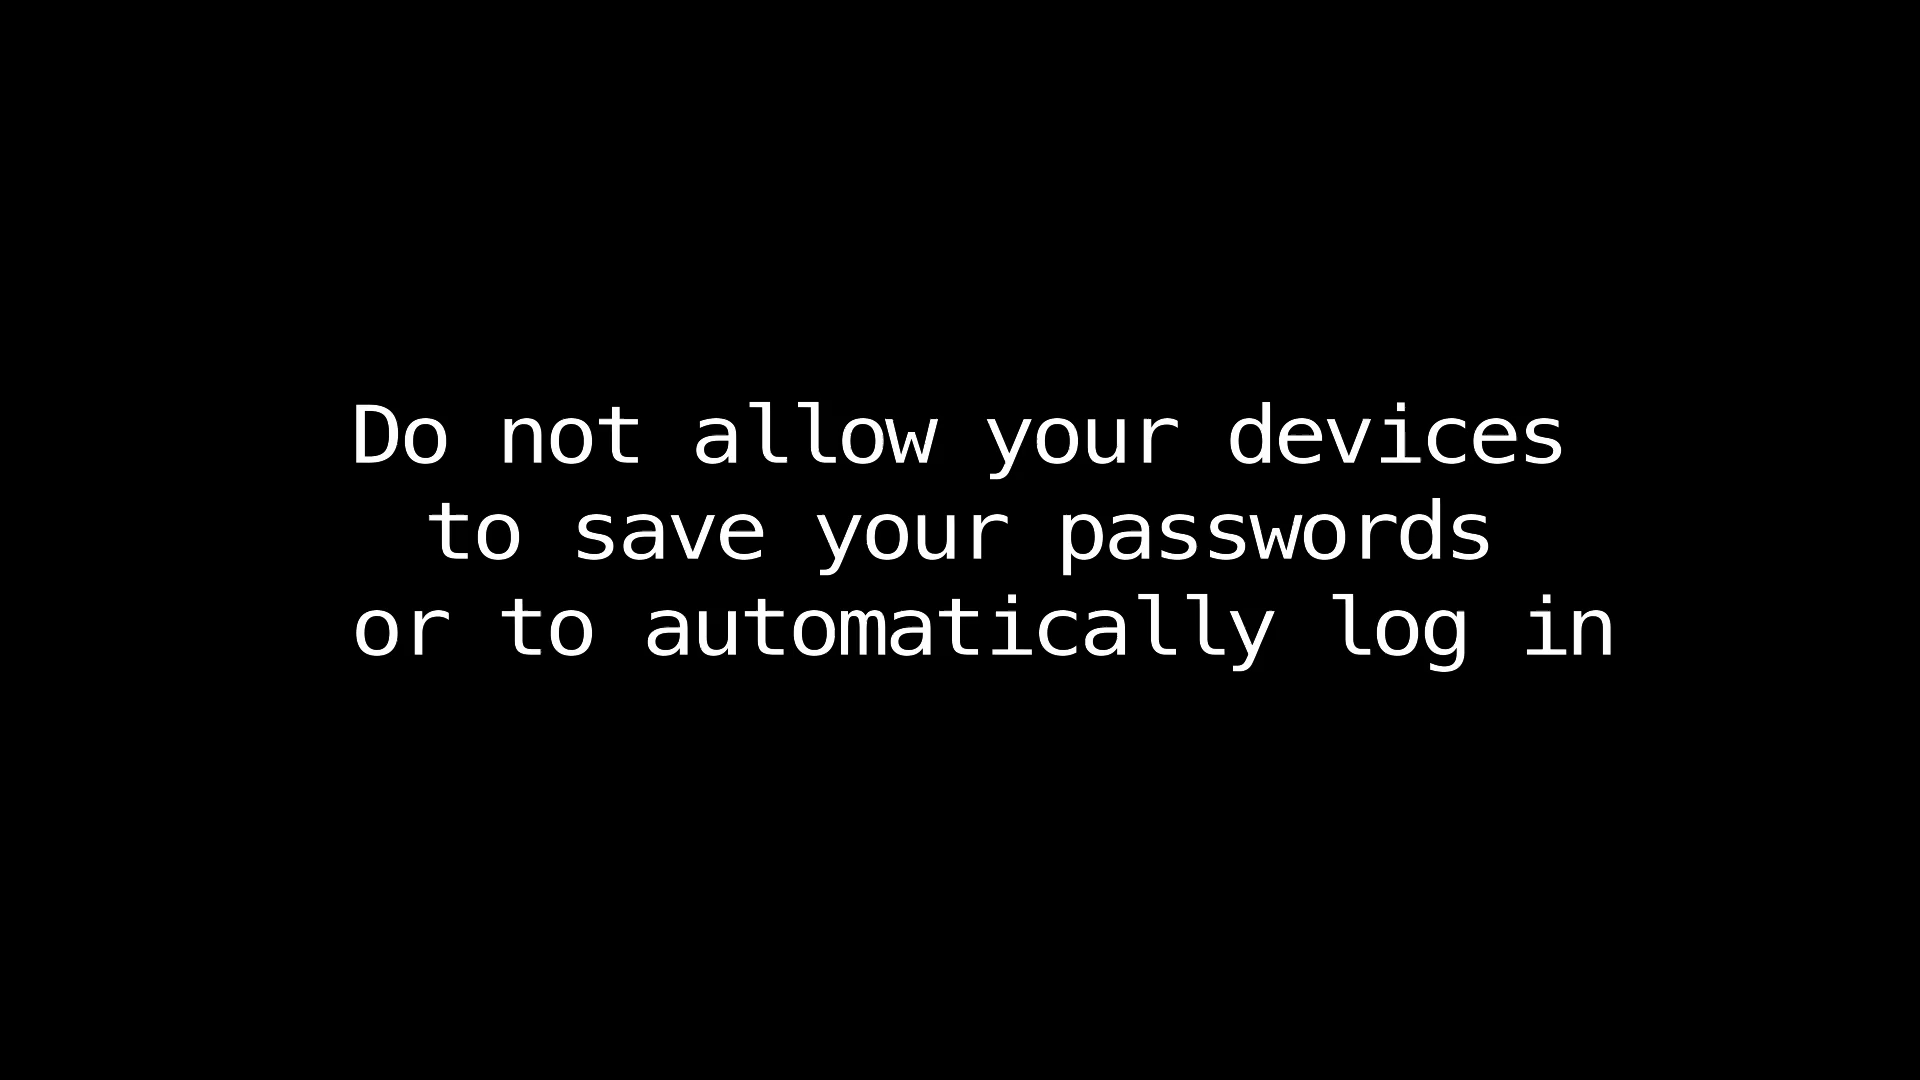 Do not allow your devices
to save your passwords
or to automatically log in